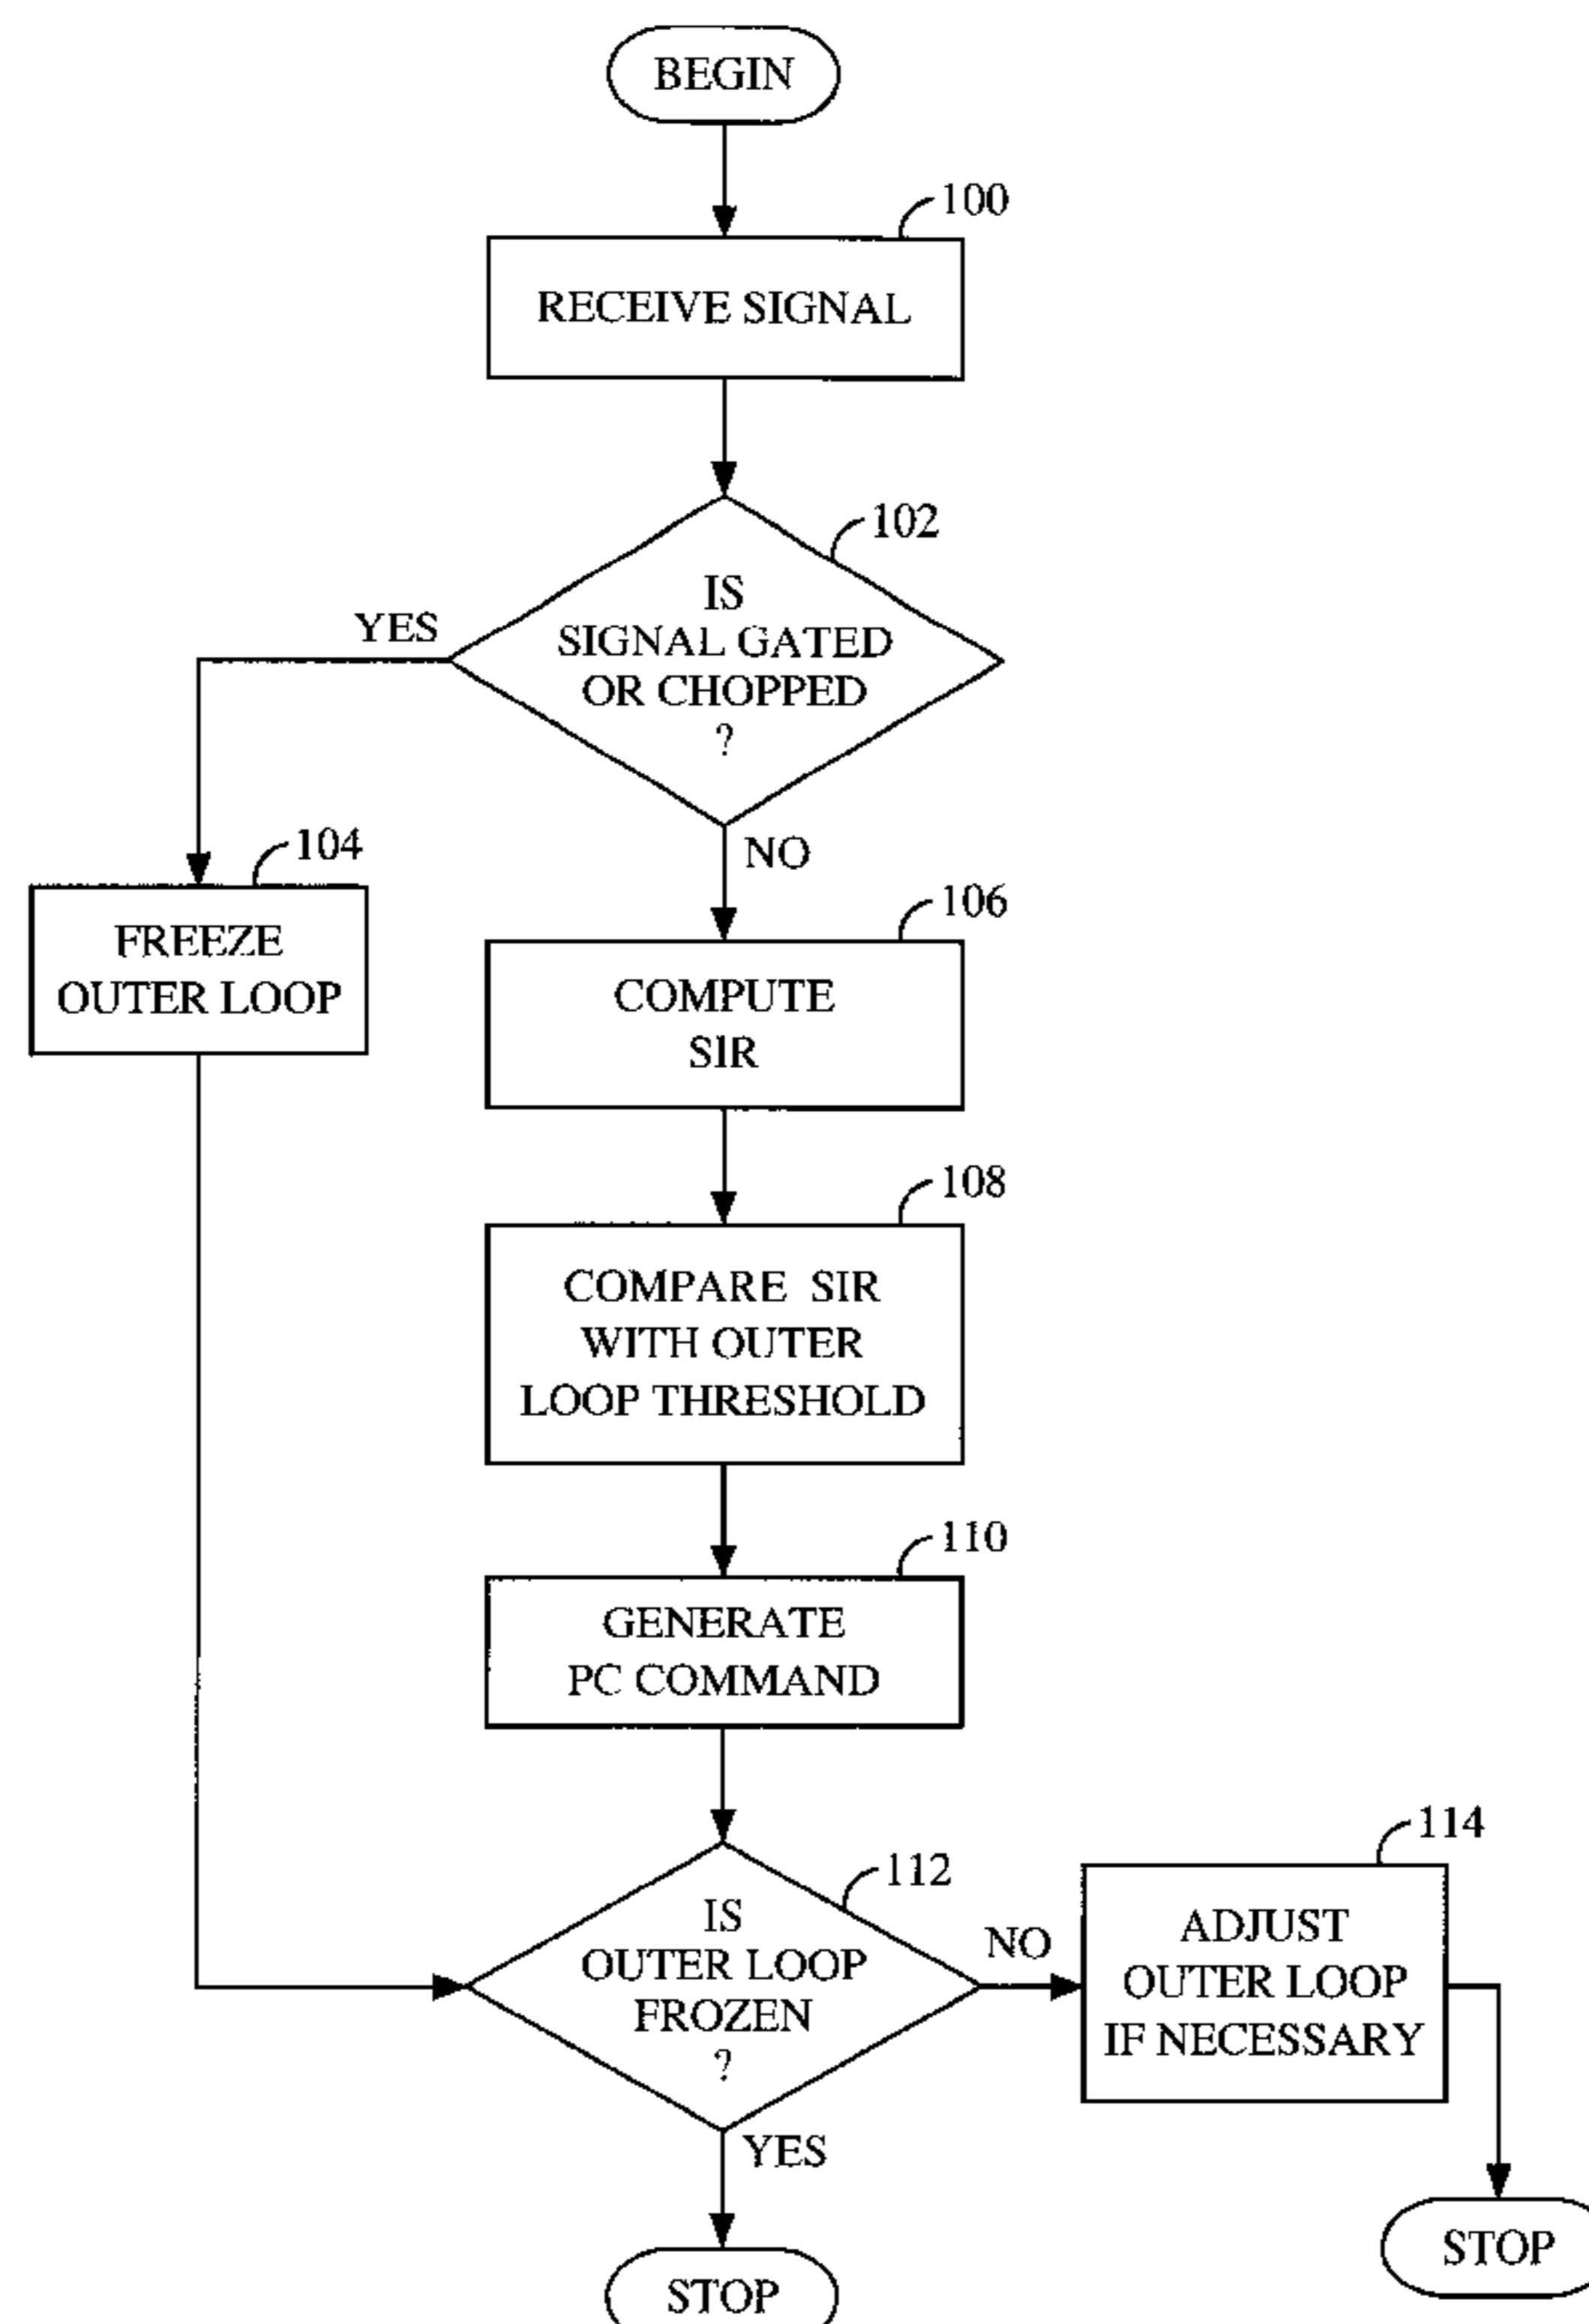 BEGIN
100
RECEIVE SIGNAL
102
IS
SIGNAL GATED
OR CHOPPED
?
YES
NO
104
FREEZE
OUTER LOOP
106
COMPUTE
SIR
108
COMPARE SIR
WITH OUTER
LOOP THRESHOLD
110
GENERATE
PC COMMAND
112
IS
OUTER LOOP
FROZEN
?
NO
114
ADJUST
OUTER LOOP
IF NECESSARY
YES
STOP
STOP